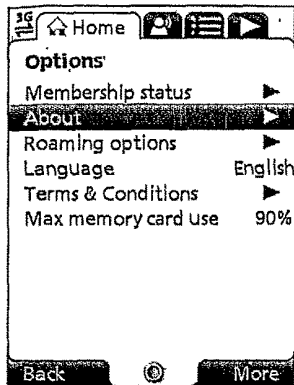 3G
Home
Options
Membership status
About
Roaming options
Language English
Terms & Conditions
Max memory card use 90%
Back More